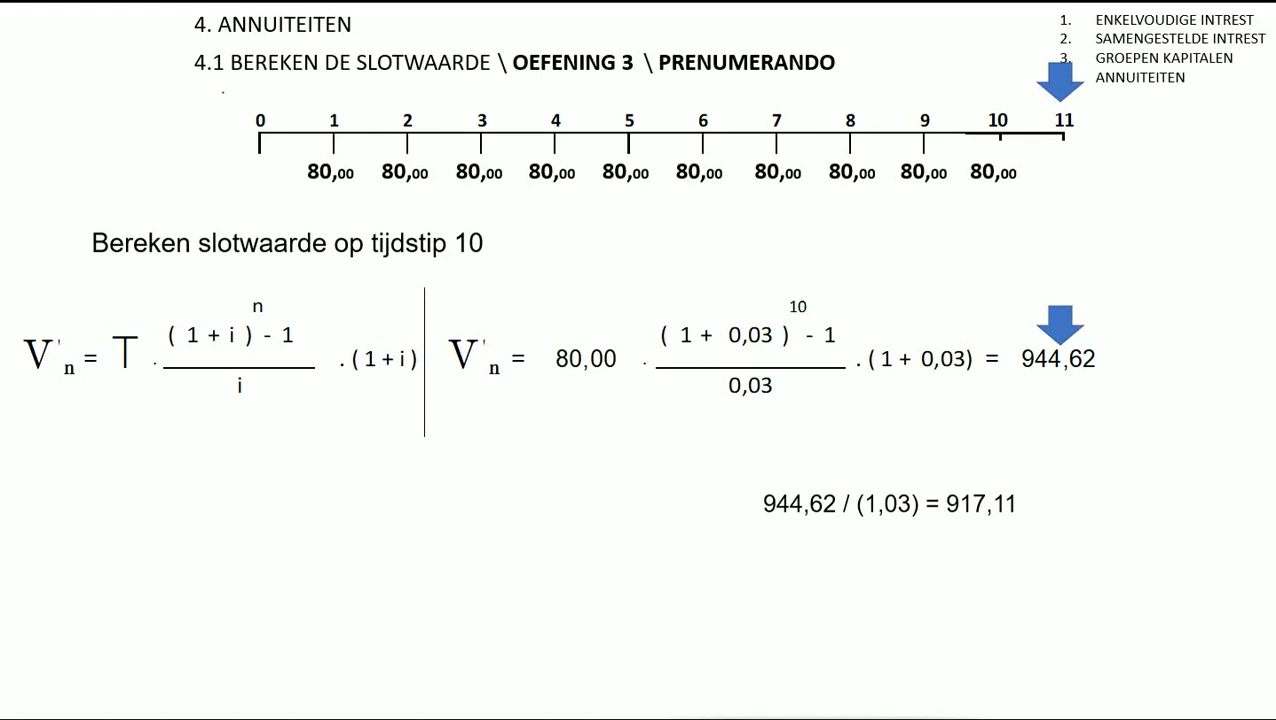 4. ANNUITEITEN
4.1 BEREKEN DE SLOTWAARDE \ OEFENING 3 \ PRENUMERANDO
1. ENKELVOUDIGE INTREST
2. SAMENGESTELDE INTREST
3. GROEPEN KAPITALEN
ANNUITEITEN
0 1 2 3 4 5 6 7 8 9 10 11
80,00 80,00 80,00 80,00 80,00 80,00 80,00 80,00 80,00 80,00
Bereken slotwaarde op tijdstip 10
n 10
V'n = T . ( 1 + i ) - 1 . ( 1 + i ) V'n = 80,00 . ( 1 + 0,03 ) - 1 . ( 1 + 0,03) = 944,62
i 0,03
944,62 / (1,03) = 917,11